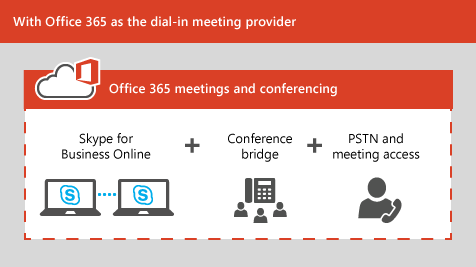 With Office 365 as the dial-in meeting provider
Office 365 meetings and conferencing
Skype for
Business Online
+
Conference
bridge
+
PSTN and
meeting access